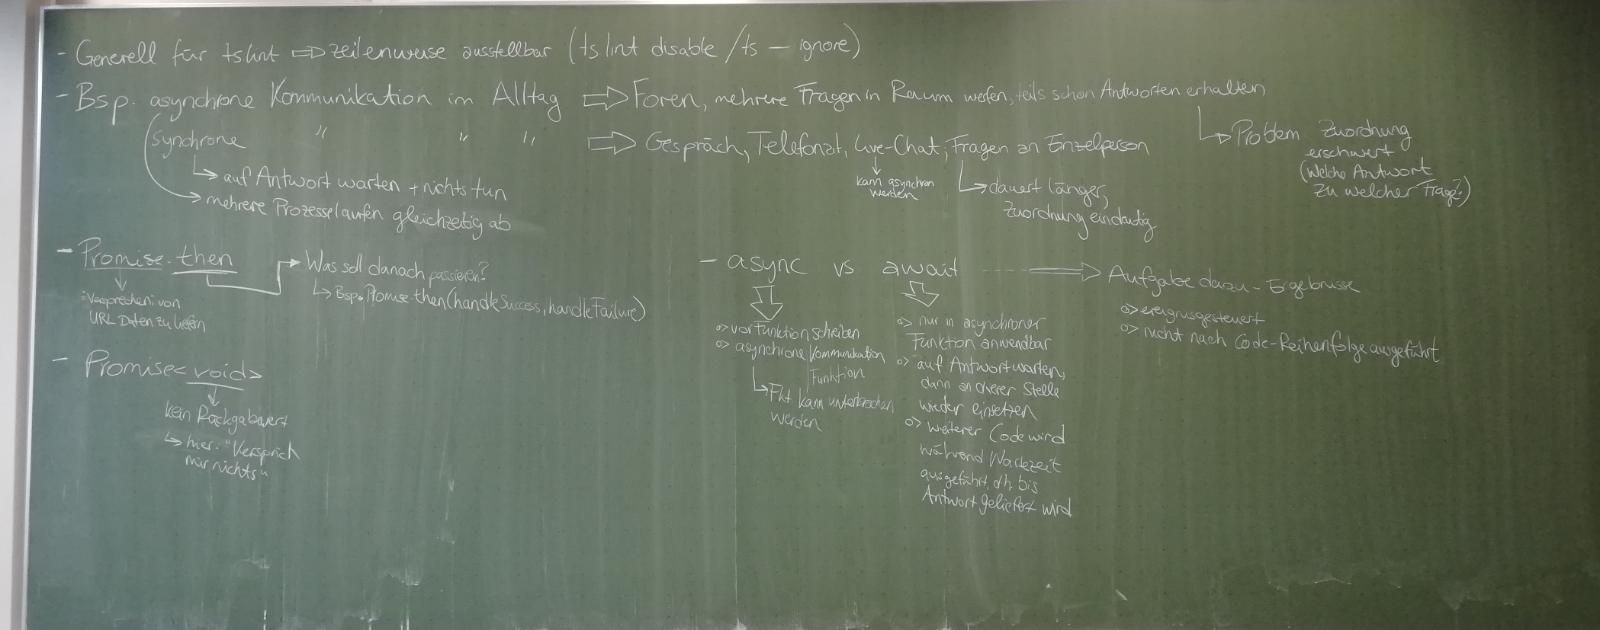 - Generell für tslint ⇒ zeilenweise ausstellbar (tslint disable / ts - ignore)
- Bsp. asynchrone Kommunikation im Alltag ⇒ Foren, mehrere Fragen in Raum werfen, teils schon Antworten erhalten
↳ Problem Zuordnung
erschwert
(Welche Antwort
zu welcher Frage?)
synchrone " " " ⇒ Gespräch, Telefonat, Live-Chat, Fragen an Einzelperson
↳ auf Antwort warten + nichts tun
→ mehrere Prozesse laufen gleichzeitig ab
↓
kann asynchron
werden
↳ dauert länger,
Zuordnung eindeutig
- Promise.then
↓
"Versprechen" von
URL Daten zu liefern
→ Was soll danach passieren?
↳ Bsp. Promise.then(handleSuccess, handleFailure)
- Promise<void>
↓
kein Rückgabewert
↳ hier: "Versprich
mir nichts"
- async vs await ⇒ Aufgabe dazu - Ergebnisse
⇒ vor Funktion schreiben
⇒ asynchrone Kommunikation
Funktion
↳ Fkt kann unterbrochen
werden
⇒ nur in asynchroner
Funktion anwendbar
⇒ auf Antwort warten,
dann an dieser Stelle
wieder einsetzen
⇒ weiterer Code wird
während Wartezeit
ausgeführt d.h. bis
Antwort geliefert wird
⇒ ereignisgesteuert
⇒ nicht nach Code-Reihenfolge ausgeführt